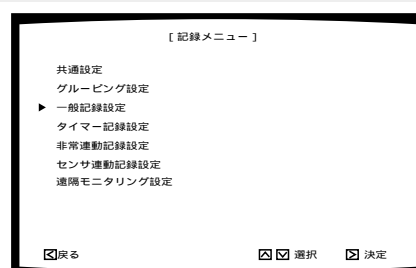 [ 記録メニュー ]
共通設定
グルーピング設定
▶ 一般記録設定
タイマー記録設定
非常連動記録設定
センサ連動記録設定
遠隔モニタリング設定
戻る 選択 決定